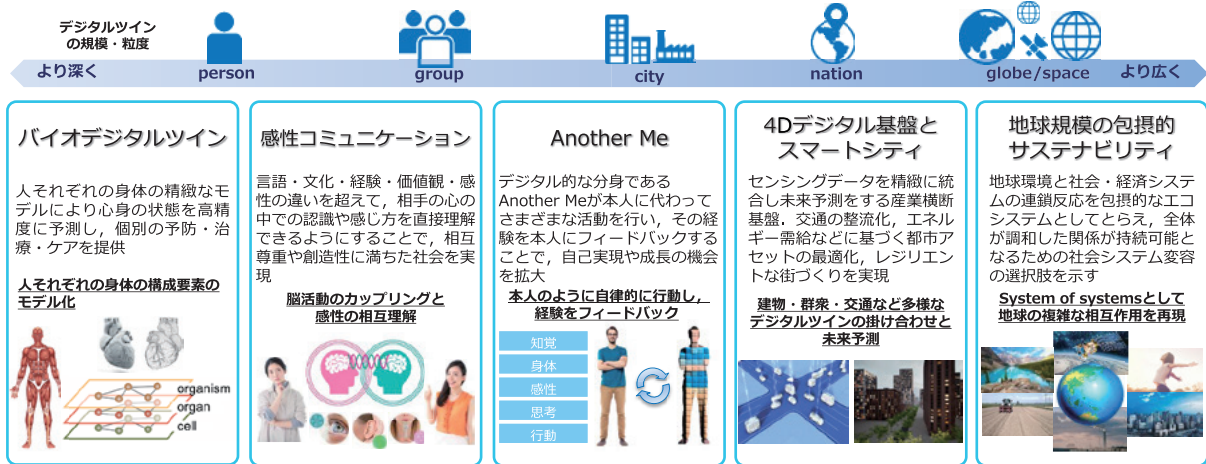 デジタルツイン
の規模・粒度
より深く
person
group
city
nation
globe/space
より広く
バイオデジタルツイン
人それぞれの身体の精緻なモ
デルにより心身の状態を高精
度に予測し，個別の予防・治
療・ケアを提供
人それぞれの身体の構成要素の
モデル化
organism
organ
cell
感性コミュニケーション
言語・文化・経験・価値観・感
性の違いを超えて，相手の心の
中での認識や感じ方を直接理解
できるようにすることで，相互
尊重や創造性に満ちた社会を実
現
脳活動のカップリングと
感性の相互理解
Another Me
デジタル的な分身である
Another Meが本人に代わって
さまざまな活動を行い，その経
験を本人にフィードバックする
ことで，自己実現や成長の機会
を拡大
本人のように自律的に行動し，
経験をフィードバック
知覚
身体
感性
思考
行動
4Dデジタル基盤と
スマートシティ
センシングデータを精緻に統
合し未来予測をする産業横断
基盤．交通の整流化，エネル
ギー需給などに基づく都市ア
セットの最適化，レジリエン
トな街づくりを実現
建物・群衆・交通など多様な
デジタルツインの掛け合わせと
未来予測
地球規模の包摂的
サステナビリティ
地球環境と社会・経済システ
ムの連鎖反応を包摂的なエコ
システムとしてとらえ，全体
が調和した関係が持続可能と
なるための社会システム変容
の選択肢を示す
System of systemsとして
地球の複雑な相互作用を再現